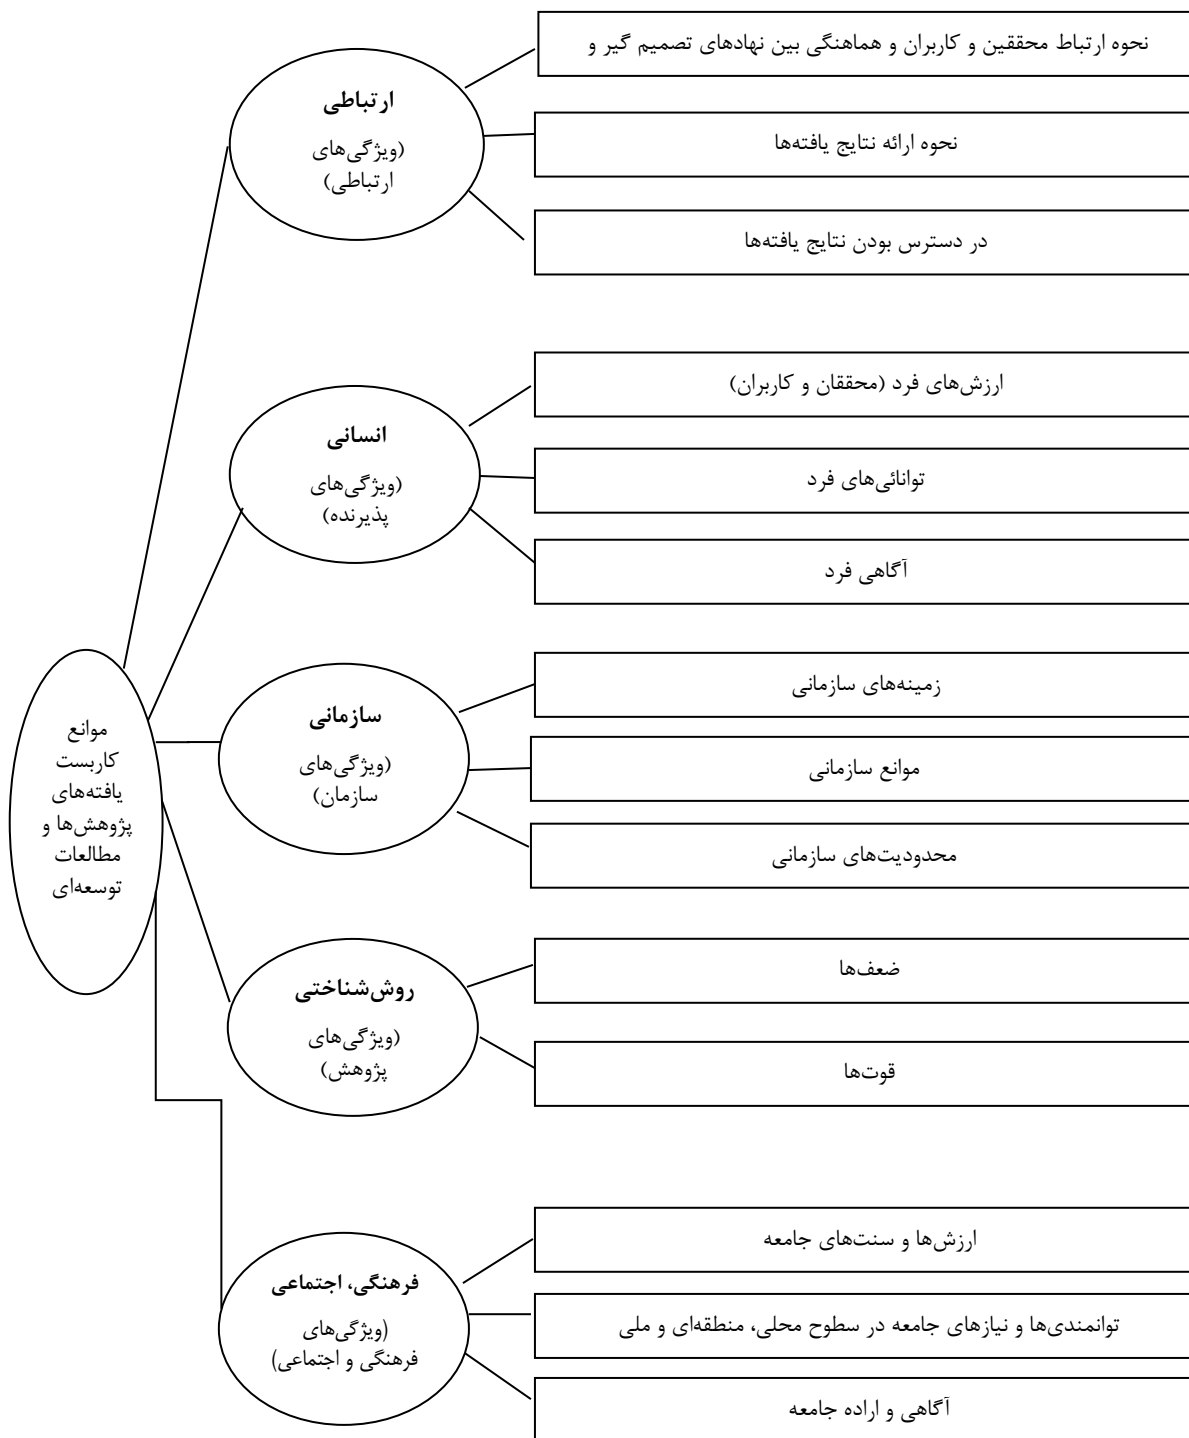 نحوه ارتباط محققین و کاربران و هماهنگی بین نهادهای تصمیم گیر و
ارتباطی
(ویژگی‌های
ارتباطی)
نحوه ارائه نتایج یافته‌ها
در دسترس بودن نتایج یافته‌ها
ارزش‌های فرد (محققان و کاربران)
انسانی
(ویژگی‌های
پذیرنده)
توانائی‌های فرد
آگاهی فرد
موانع
کاربست
یافته‌های
پژوهش‌ها و
مطالعات
توسعه‌ای
زمینه‌های سازمانی
سازمانی
(ویژگی‌های
سازمان)
موانع سازمانی
محدودیت‌های سازمانی
ضعف‌ها
روش‌شناختی
(ویژگی‌های
پژوهش)
قوت‌ها
ارزش‌ها و سنت‌های جامعه
فرهنگی، اجتماعی
(ویژگی‌های
فرهنگی و اجتماعی)
توانمندی‌ها و نیازهای جامعه در سطوح محلی، منطقه‌ای و ملی
آگاهی و اراده جامعه